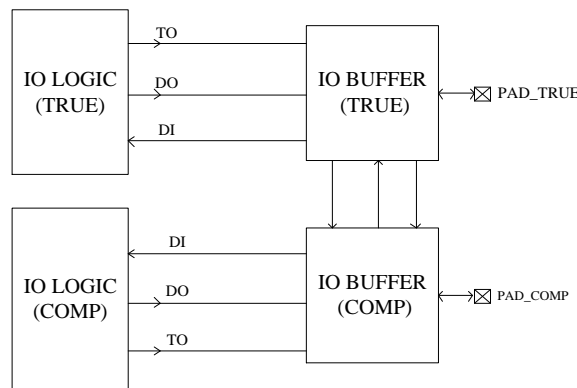 TO
IO LOGIC
(TRUE)
DO
DI
IO BUFFER
(TRUE)
PAD_TRUE
IO LOGIC
(COMP)
DI
DO
TO
IO BUFFER
(COMP)
PAD_COMP